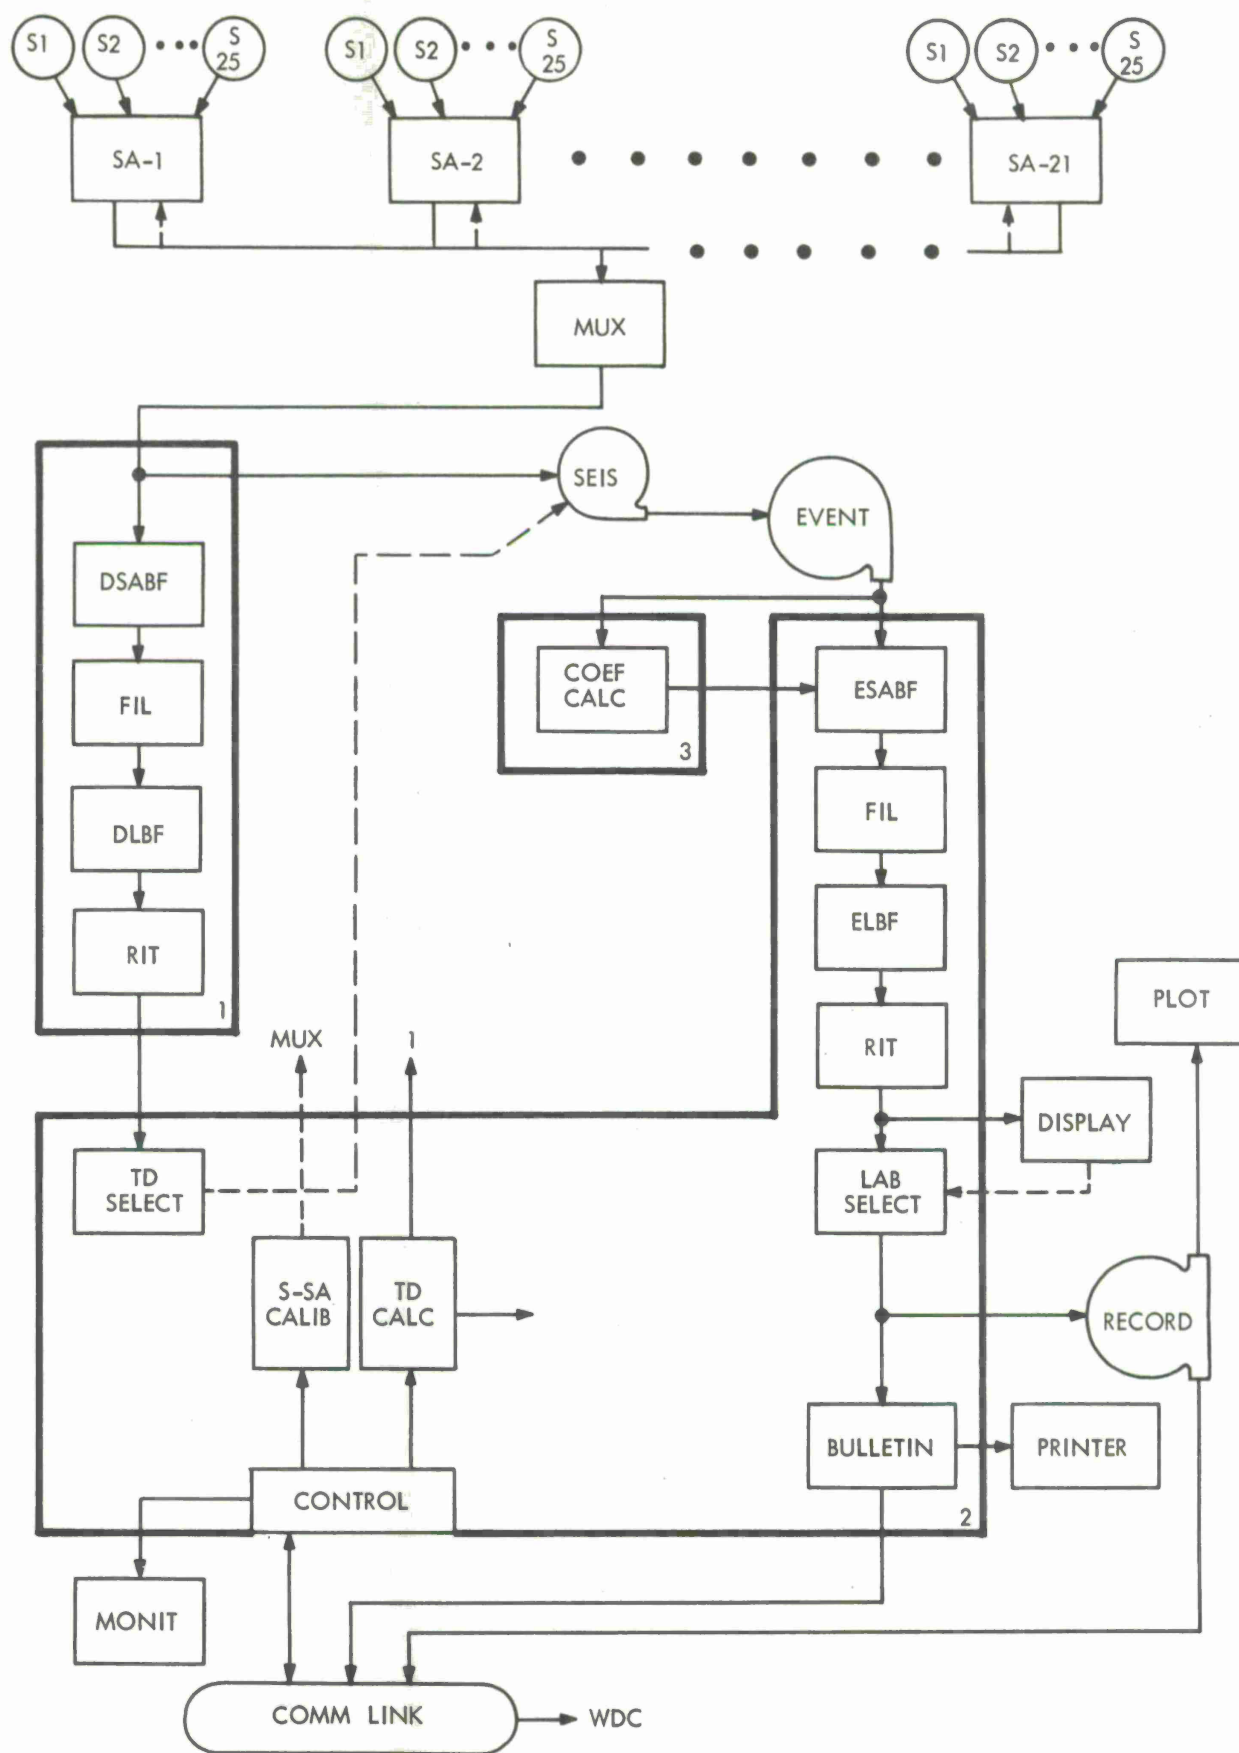 S1
S2
S
25
S1
S2
S
25
S1
S2
S
25
SA-1
SA-2
SA-21
MUX
SEIS
EVENT
DSABF
FIL
DLBF
RIT
1
COEF
CALC
3
ESABF
FIL
ELBF
RIT
PLOT
MUX
1
DISPLAY
TD
SELECT
LAB
SELECT
S-SA
CALIB
TD
CALC
RECORD
BULLETIN
PRINTER
CONTROL
2
MONIT
COMM LINK
WDC